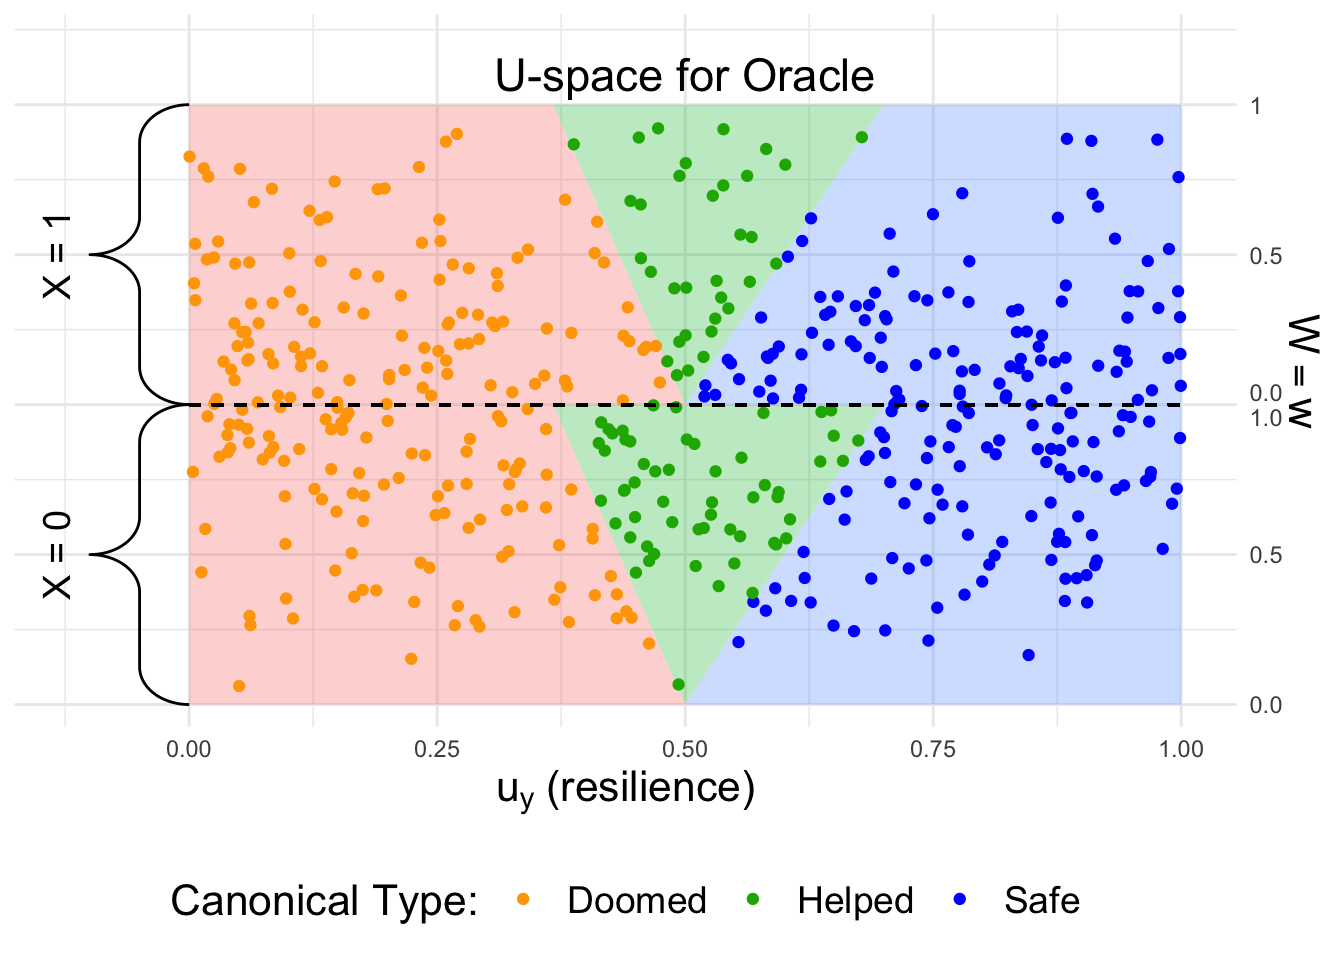 U-space for Oracle
X = 1
X = 0
1
0.5
0.0
1.0
0.5
0.0
W = w
0.00 0.25 0.50 0.75 1.00
uy (resilience)
Canonical Type: Doomed Helped Safe